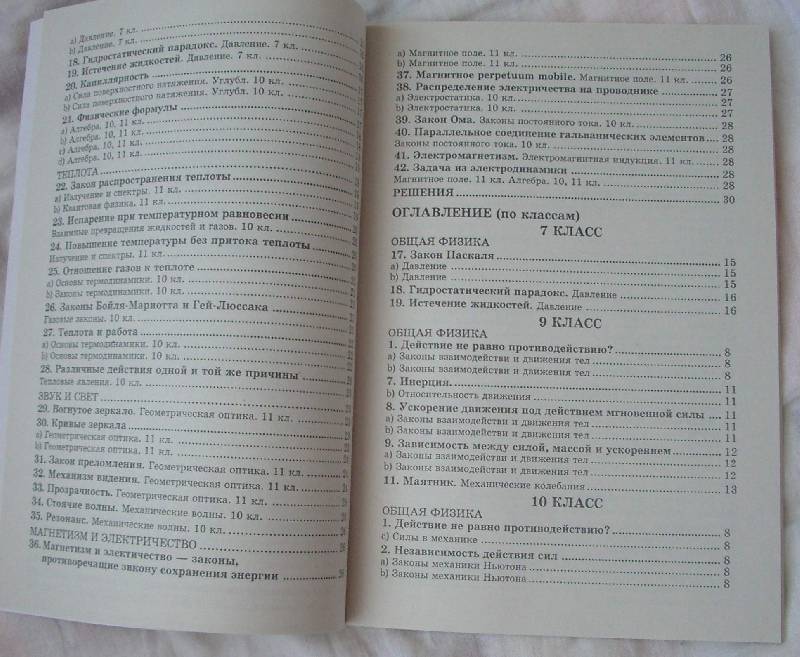 a) Давление. 7 кл.
b) Давление. 7 кл.
18. Гидростатический парадокс. Давление. 7 кл.
19. Истечение жидкостей. Давление. 7 кл.
20. Капиллярность
a) Сила поверхностного натяжения. Углубл. 10 кл.
b) Сила поверхностного натяжения. Углубл. 10 кл.
21. Физические формулы
a) Алгебра. 10, 11 кл.
b) Алгебра. 10, 11 кл.
c) Алгебра. 10, 11 кл.
d) Алгебра. 10, 11 кл.
ТЕПЛОТА
22. Закон распространения теплоты
a) Излучение и спектры. 11 кл.
b) Квантовая физика. 11 кл.
23. Испарение при температурном равновесии
Взаимные превращения жидкостей и газов. 10 кл.
24. Повышение температуры без притока теплоты
Излучение и спектры. 11 кл.
25. Отношение газов к теплоте
a) Основы термодинамики. 10 кл.
b) Законы термодинамики. 10 кл.
26. Законы Бойля-Мариотта и Гей-Люссака
Газовые законы. 10 кл.
27. Теплота и работа
a) Основы термодинамики. 10 кл.
b) Основы термодинамики. 10 кл.
28. Различные действия одной и той же причины
Тепловые явления. 10 кл.
ЗВУК И СВЕТ
29. Вогнутое зеркало. Геометрическая оптика. 11 кл.
30. Кривые зеркала
a) Геометрическая оптика. 11 кл.
b) Геометрическая оптика. 11 кл.
31. Закон преломления. Геометрическая оптика. 11 кл.
32. Механизм видения. Геометрическая оптика. 11 кл.
33. Прозрачность. Геометрическая оптика. 11 кл.
34. Стоячие волны. Механические волны. 10 кл.
35. Резонанс. Механические волны. 10 кл.
МАГНЕТИЗМ И ЭЛЕКТРИЧЕСТВО
36. Магнетизм и элетичество — законы,
противоречащие звкону сохранения энергии
a) Магнитное поле. 11 кл. 26
b) Магнитное поле. 11 кл. 26
37. Магнитное perpetuum mobile. Магнитное поле. 11 кл. 26
38. Распределение электричества на проводнике 27
a) Электростатика. 10 кл. 27
b) Электростатика. 10 кл. 27
39. Закон Ома. Законы постоянного тока. 10 кл. 28
40. Параллельное соединение гальванических элементов
Законы постоянного тока. 10 кл. 28
41. Электромагнетизм. Электромагнитная индукция. 11 кл. 28
42. Задача из электродинамики 28
Магнитное поле. 11 кл. Алгебра. 10, 11 кл. 28
РЕШЕНИЯ 30
ОГЛАВЛЕНИЕ (по классам)
7 КЛАСС
ОБЩАЯ ФИЗИКА
17. Закон Паскаля 15
a) Давление 15
b) Давление 15
18. Гидростатический парадокс. Давление 16
19. Истечение жидкостей. Давление 16
9 КЛАСС
ОБЩАЯ ФИЗИКА
1. Действие не равно противодействию? 8
a) Законы взаимодействи и движения тел 8
b) Законы взаимодействи и движения тел 8
7. Инерция. 11
b) Относительность движения 11
8. Ускорение движения под действием мгновенной силы 11
a) Законы взаимодействи и движения тел 11
b) Законы взаимодействи и движения тел 11
9. Зависимость между силой, массой и ускорением 12
a) Законы взаимодействи и движения тел 12
b) Законы взаимодействи и движения тел 12
11. Маятник. Механические колебания 13
10 КЛАСС
ОБЩАЯ ФИЗИКА
1. Действие не равно противодействию? 8
c) Силы в механике 8
2. Независимость действия сил 8
a) Законы механики Ньютона 8
b) Законы механики Ньютона 8